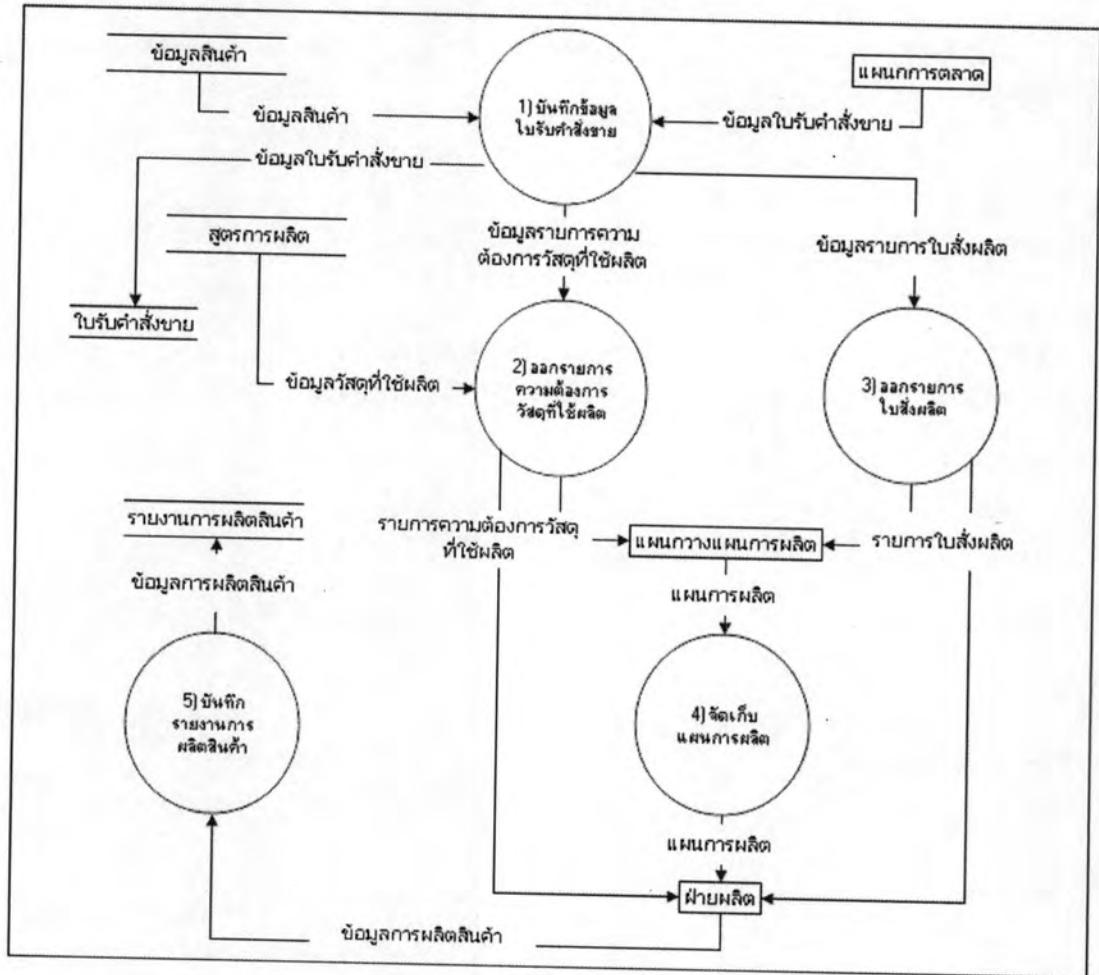 ข้อมูลสินค้า
แผนกการตลาด
1) บันทึกข้อมูล
ใบรับคำสั่งขาย
ข้อมูลสินค้า
ข้อมูลใบรับคำสั่งขาย
ข้อมูลใบรับคำสั่งขาย
สูตรการผลิต
ข้อมูลรายการความ
ต้องการวัสดุที่ใช้ผลิต
ข้อมูลรายการใบสั่งผลิต
ใบรับคำสั่งขาย
ข้อมูลวัสดุที่ใช้ผลิต
2) ออกรายการ
ความต้องการ
วัสดุที่ใช้ผลิต
3) ออกรายการ
ใบสั่งผลิต
รายงานการผลิตสินค้า
รายการความต้องการวัสดุ
ที่ใช้ผลิต
แผนกวางแผนการผลิต
รายการใบสั่งผลิต
ข้อมูลการผลิตสินค้า
แผนการผลิต
5) บันทึก
รายงานการ
ผลิตสินค้า
4) จัดเก็บ
แผนการผลิต
แผนการผลิต
ฝ่ายผลิต
ข้อมูลการผลิตสินค้า